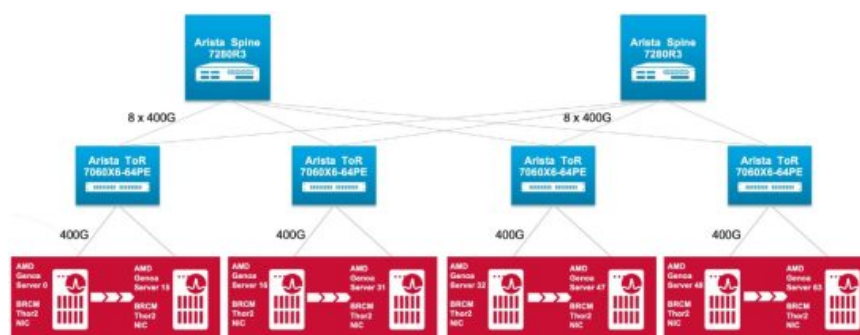 Arista Spine
7280R3
Arista Spine
7280R3
8 x 400G
8 x 400G
Arista ToR
7060X6-64PE
Arista ToR
7060X6-64PE
Arista ToR
7060X6-64PE
Arista ToR
7060X6-64PE
400G
400G
400G
400G
AMD
Genoa
Server 0
BRCM
Thor2
NIC
AMD
Genoa
Server 15
BRCM
Thor2
NIC
AMD
Genoa
Server 16
BRCM
Thor2
NIC
AMD
Genoa
Server 31
BRCM
Thor2
NIC
AMD
Genoa
Server 32
BRCM
Thor2
NIC
AMD
Genoa
Server 47
BRCM
Thor2
NIC
AMD
Genoa
Server 48
BRCM
Thor2
NIC
AMD
Genoa
Server 63
BRCM
Thor2
NIC